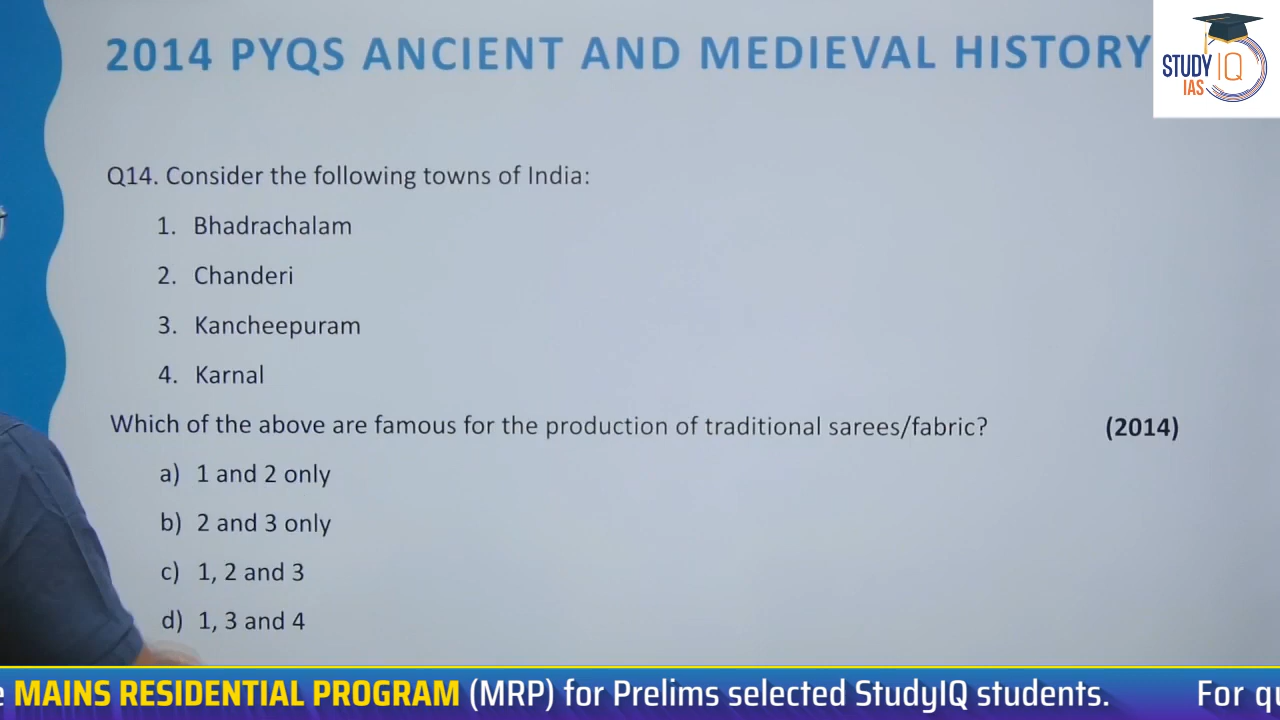 2014 PYQS ANCIENT AND MEDIEVAL HISTORY
STUDY IQ
IAS
Q14. Consider the following towns of India:
1. Bhadrachalam
2. Chanderi
3. Kancheepuram
4. Karnal
Which of the above are famous for the production of traditional sarees/fabric? (2014)
a) 1 and 2 only
b) 2 and 3 only
c) 1, 2 and 3
d) 1, 3 and 4
MAINS RESIDENTIAL PROGRAM (MRP) for Prelims selected StudyIQ students. For